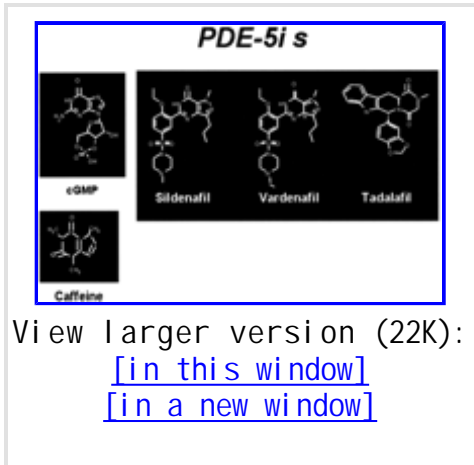 PDE-5i s
cGMP
Sildenafil Vardenafil Tadalafil
Caffeine
View larger version (22K):
[in this window]
[in a new window]